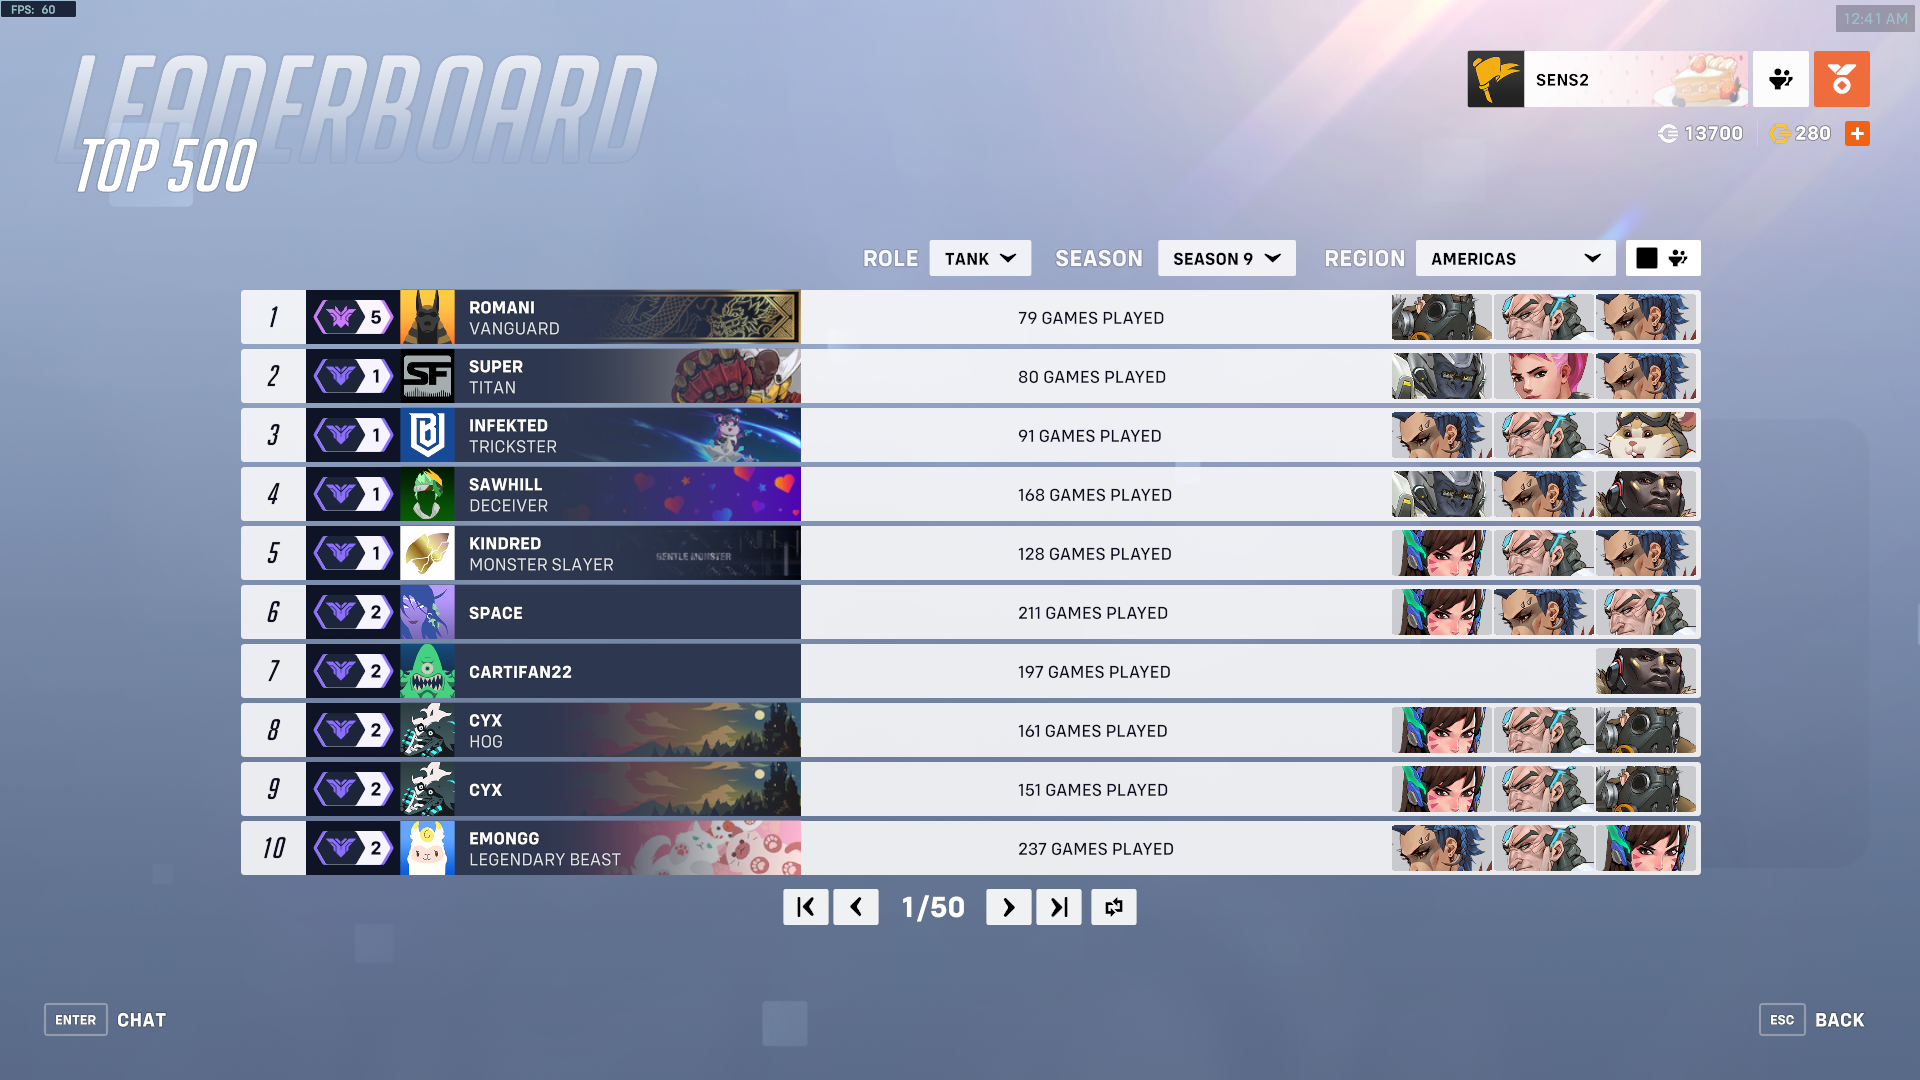 FPS: 60
12:41 AM
LEADERBOARD
TOP 500
SENS2
13700
280
ROLE TANK SEASON SEASON 9 REGION AMERICAS
1 5 ROMANI 79 GAMES PLAYED
VANGUARD
2 1 SF SUPER 80 GAMES PLAYED
TITAN
3 1 INFEKTED 91 GAMES PLAYED
TRICKSTER
4 1 SAWHILL 168 GAMES PLAYED
DECEIVER
5 1 KINDRED GENTLE MONSTER 128 GAMES PLAYED
MONSTER SLAYER
6 2 SPACE 211 GAMES PLAYED
7 2 CARTIFAN22 197 GAMES PLAYED
8 2 CYX 161 GAMES PLAYED
HOG
9 2 CYX 151 GAMES PLAYED
10 2 EMONGG 237 GAMES PLAYED
LEGENDARY BEAST
1/50
ENTER CHAT
ESC BACK